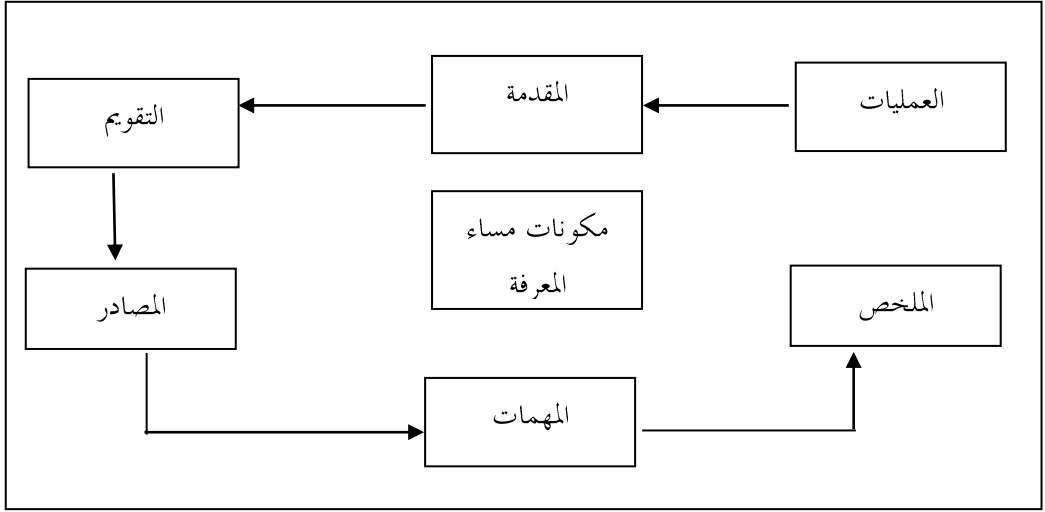 العمليات
المقدمة
التقويم
مكونات مساء
المعرفة
المصادر
الملخص
المهمات